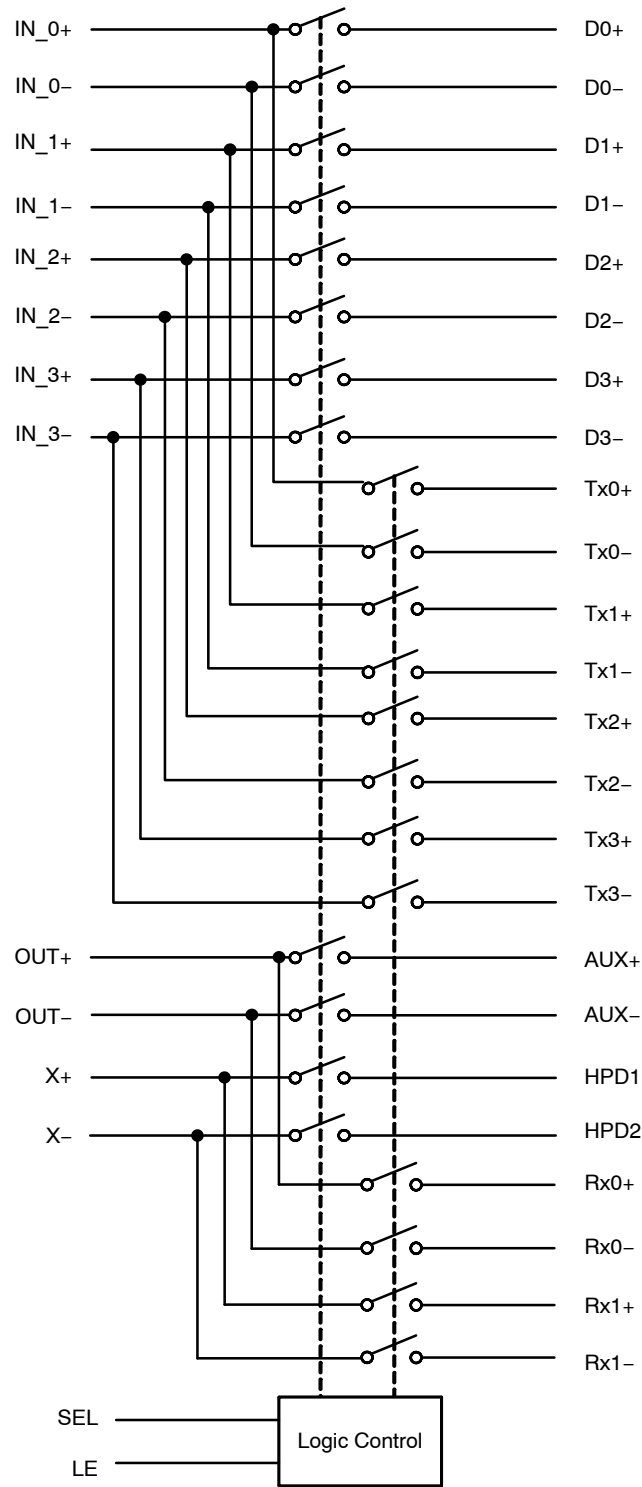 IN_0+ D0+
IN_0− D0−
IN_1+ D1+
IN_1− D1−
IN_2+ D2+
IN_2− D2−
IN_3+ D3+
IN_3− D3−
Tx0+
Tx0−
Tx1+
Tx1−
Tx2+
Tx2−
Tx3+
Tx3−
OUT+ AUX+
OUT− AUX−
X+ HPD1
X− HPD2
Rx0+
Rx0−
Rx1+
Rx1−
SEL
Logic Control
LE